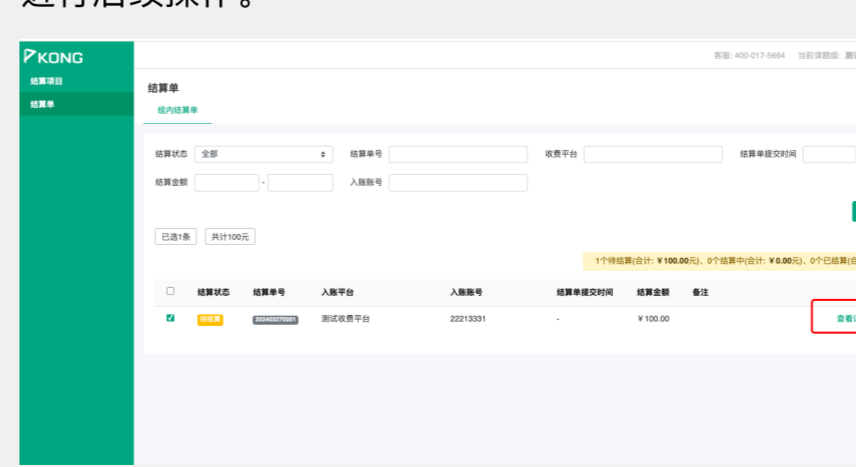 进行后续操作。
KONG
客服: 400-017-5664 当前课题组: 测
结算项目
结算单
结算单
组内结算单
结算状态 全部 结算单号 收费平台 结算单提交时间
结算金额 - 入账账号
已选1条 共计100元
1个待结算(合计: ￥100.00元)、0个结算中(合计: ￥0.00元)、0个已结算(合
结算状态 结算单号 入账平台 入账账号 结算单提交时间 结算金额 备注
待结算 202403270001 测试收费平台 22213331 - ￥100.00 查看